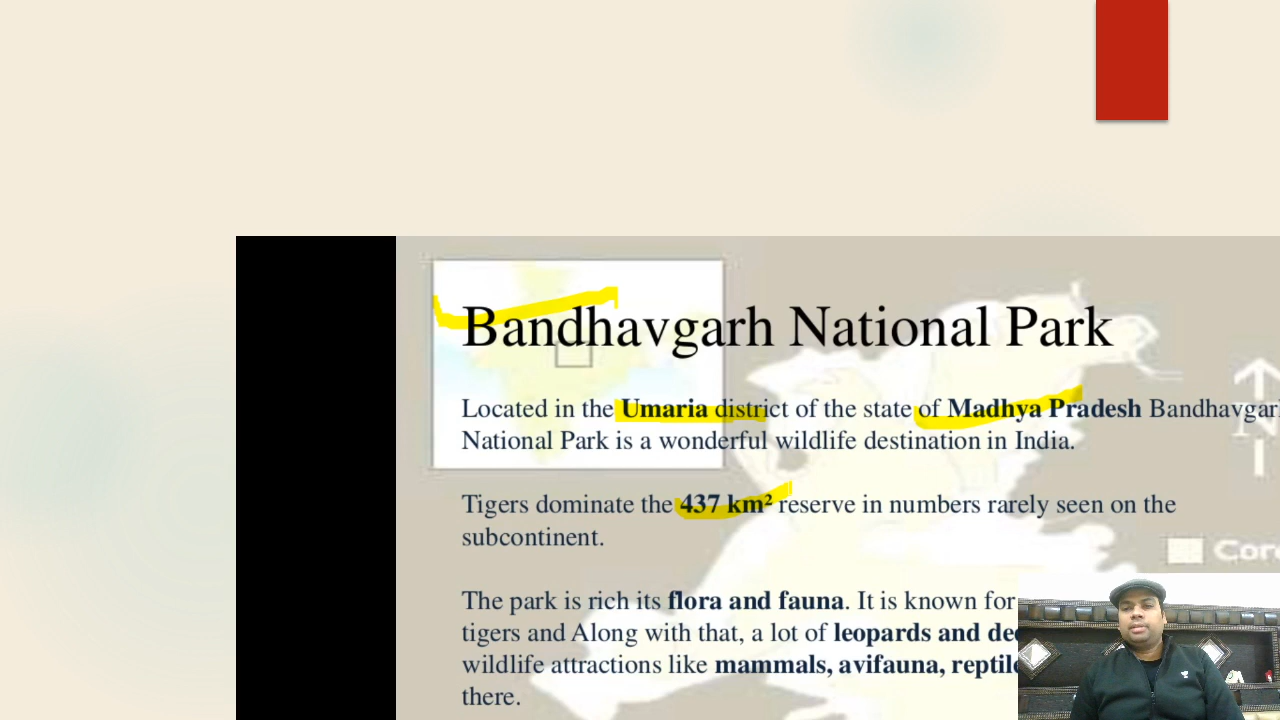 Bandhavgarh National Park
Located in the Umaria district of the state of Madhya Pradesh
National Park is a wonderful wildlife destination in India.
Tigers dominate the 437 km² reserve in numbers rarely seen on the
subcontinent.
The park is rich its flora and fauna. It is known for
tigers and Along with that, a lot of leopards and
wildlife attractions like mammals, avifauna,
there.
N